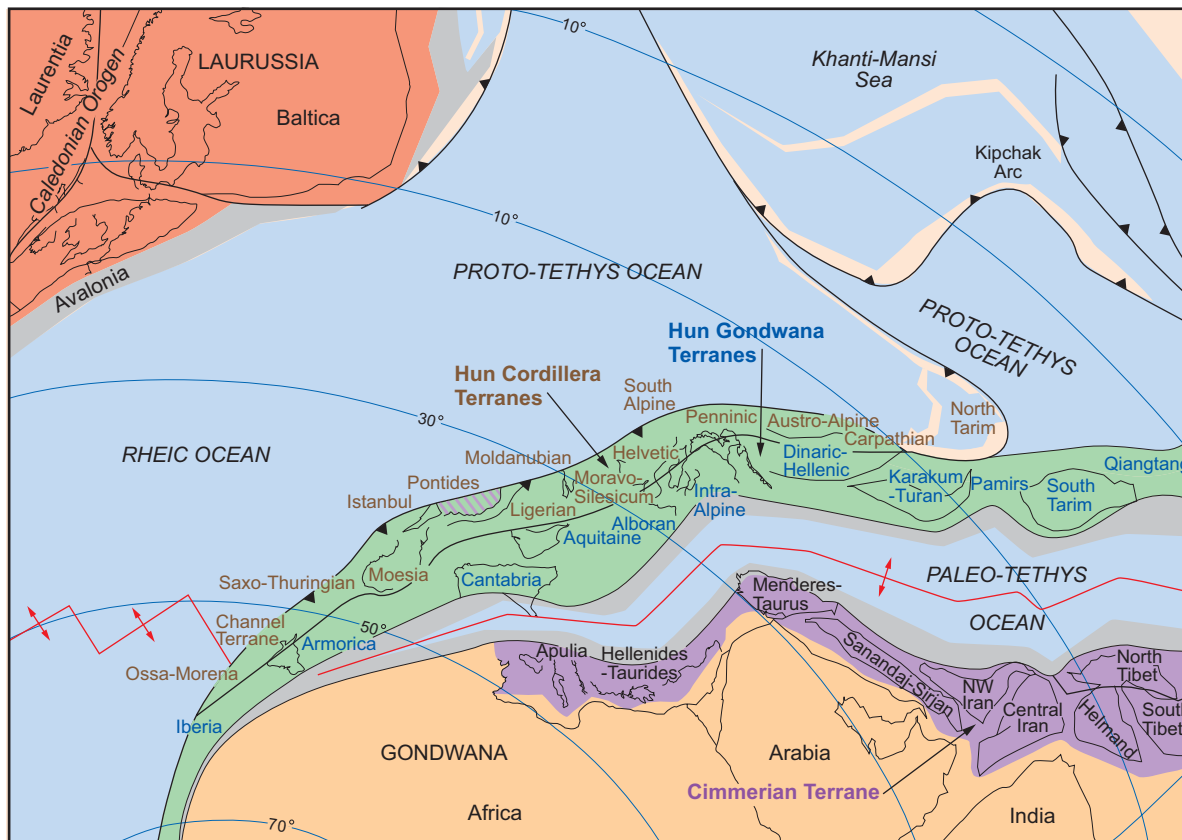 Laurentia
Caledonian Orogen
LAURUSSIA
Baltica
Avalonia
10°
Khanti-Mansi
Sea
Kipchak
Arc
10°
PROTO-TETHYS OCEAN
PROTO-TETHYS
OCEAN
Hun Gondwana
Terranes
Hun Cordillera
Terranes
30°
RHEIC OCEAN
South
Alpine
Penninic
Austro-Alpine
Carpathian
North
Tarim
Moldanubian
Helvetic
Dinaric-
Hellenic
Qiangtang
Pontides
Istanbul
Moravo-
Silesicum
Ligerian
Intra-
Alpine
Karakum
-Turan
Pamirs
South
Tarim
Alboran
Aquitaine
Saxo-Thuringian
Moesia
Cantabria
PALEO-TETHYS
OCEAN
Menderes-
Taurus
Channel
Terrane
Armorica
50°
Ossa-Morena
Iberia
Apulia
Hellenides
-Taurides
Sanandai-Sirjan
NW
Iran
Central
Iran
Helmand
North
Tibet
South
Tibet
GONDWANA
Arabia
Cimmerian Terrane
Africa
India
70°